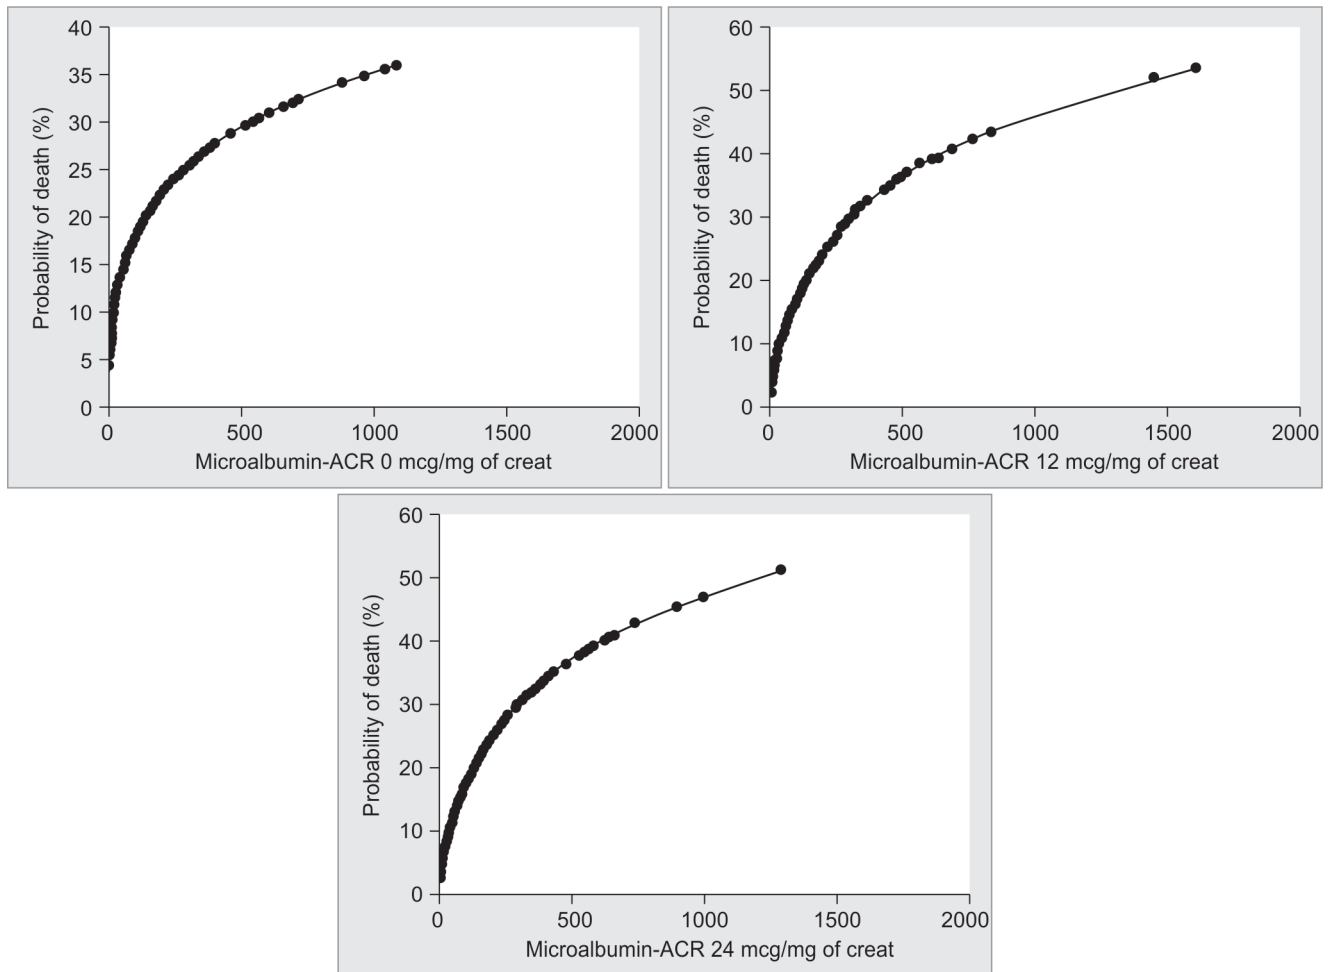 40
35
30
25
20
15
10
5
0
Probability of death (%)
0 500 1000 1500 2000
Microalbumin-ACR 0 mcg/mg of creat
60
50
40
30
20
10
0
Probability of death (%)
0 500 1000 1500 2000
Microalbumin-ACR 12 mcg/mg of creat
60
50
40
30
20
10
0
Probability of death (%)
0 500 1000 1500 2000
Microalbumin-ACR 24 mcg/mg of creat